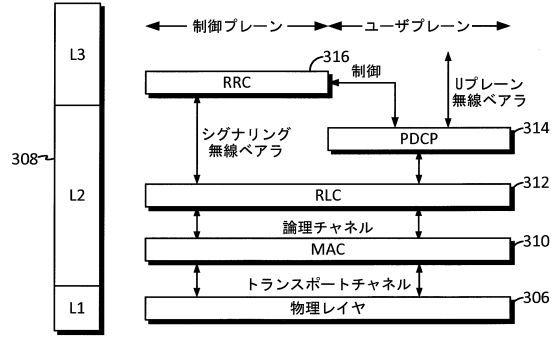 制御プレーン
ユーザプレーン
L3
316
RRC
制御
Uプレーン
無線ベアラ
シグナリング
無線ベアラ
314
PDCP
308
L2
312
RLC
論理チャネル
310
MAC
トランスポートチャネル
306
L1
物理レイヤ